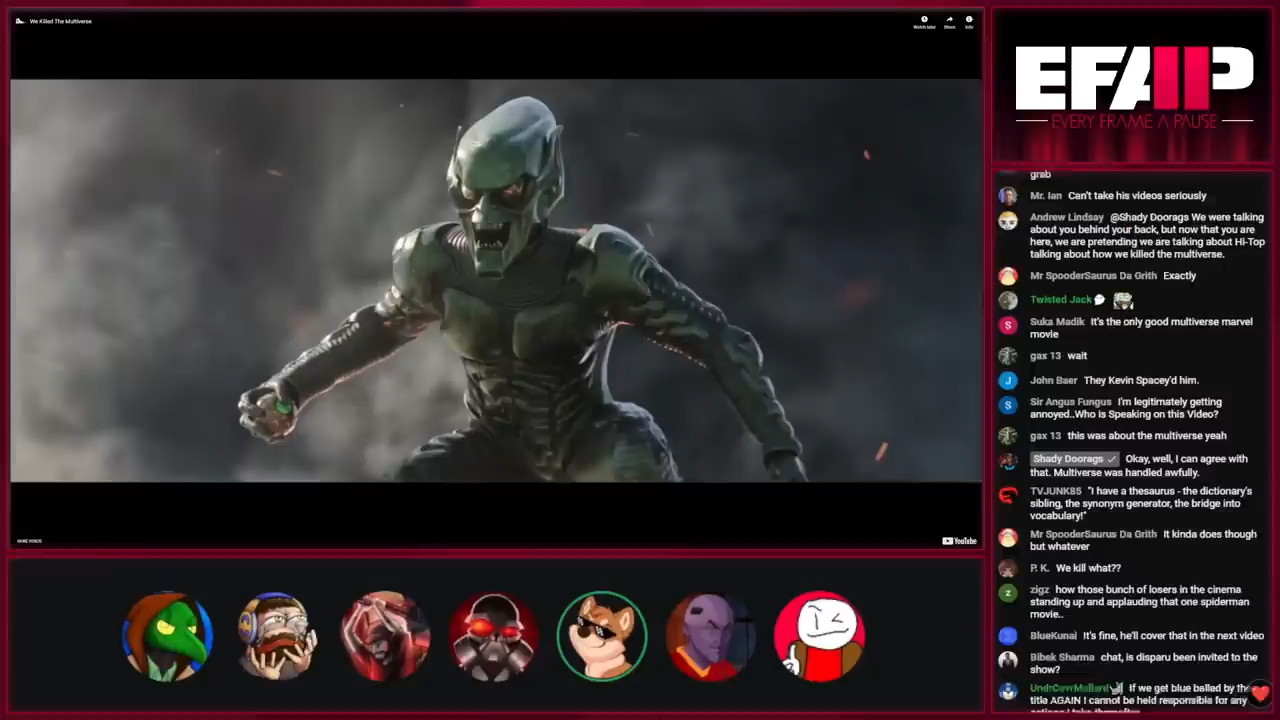 We Killed The Multiverse
Watch later
Share
Info
MORE VIDEOS
YouTube
EFAP
EVERY FRAME A PAUSE
grab
Mr. Ian Can't take his videos seriously
Andrew Lindsay @Shady Doorags We were talking
about you behind your back, but now that you are
here, we are pretending we are talking about Hi-Top
talking about how we killed the multiverse.
Mr SpooderSaurus Da Grith Exactly
Twisted Jack
Suka Madik It's the only good multiverse marvel
movie
gax 13 wait
John Baer They Kevin Spacey'd him.
Sir Angus Fungus I'm legitimately getting
annoyed..Who Is Speaking on this Video?
gax 13 this was about the multiverse yeah
Shady Doorags Okay, well, I can agree with
that. Multiverse was handled awfully.
TVJUNK85 "I have a thesaurus - the dictionary's
sibling, the synonym generator, the bridge into
vocabulary!"
Mr SpooderSaurus Da Grith It kinda does though
but whatever
P. K. We kill what??
zigz how those bunch of losers in the cinema
standing up and applauding that one spiderman
movie..
BlueKunai It's fine, he'll cover that in the next video
Bibek Sharma chat, is disparu been invited to the
show?
If we get blue balled by the
title AGAIN I cannot be held responsible for any